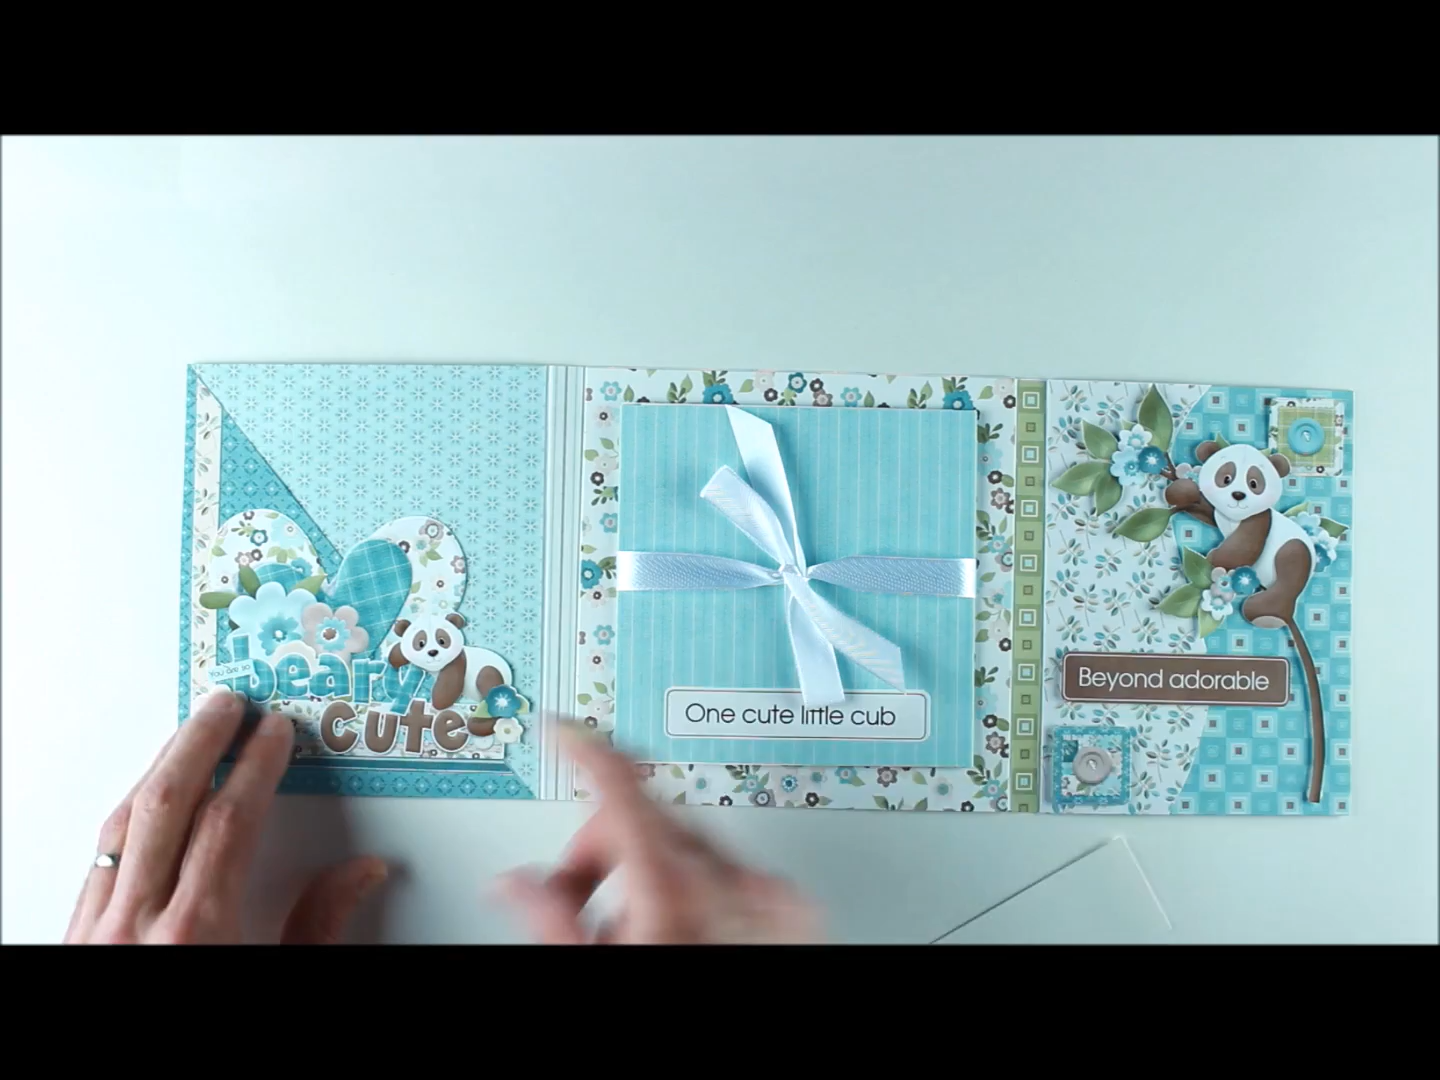 You are so
beary
cute
One cute little cub
Beyond adorable